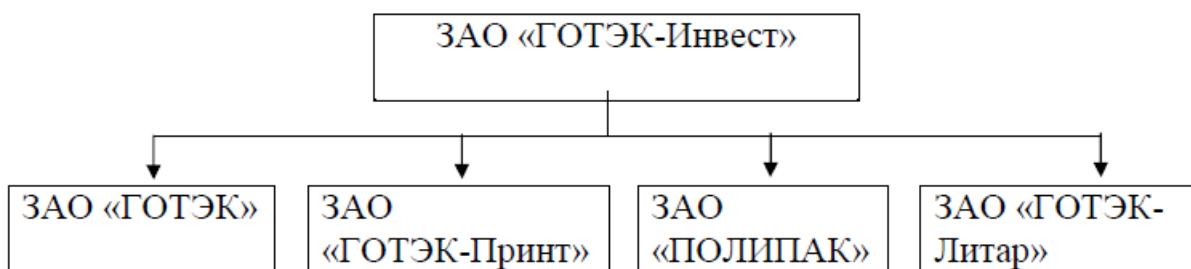 ЗАО «ГОТЭК-Инвест»
ЗАО «ГОТЭК»
ЗАО
«ГОТЭК-Принт»
ЗАО
«ПОЛИПАК»
ЗАО «ГОТЭК-
Литар»